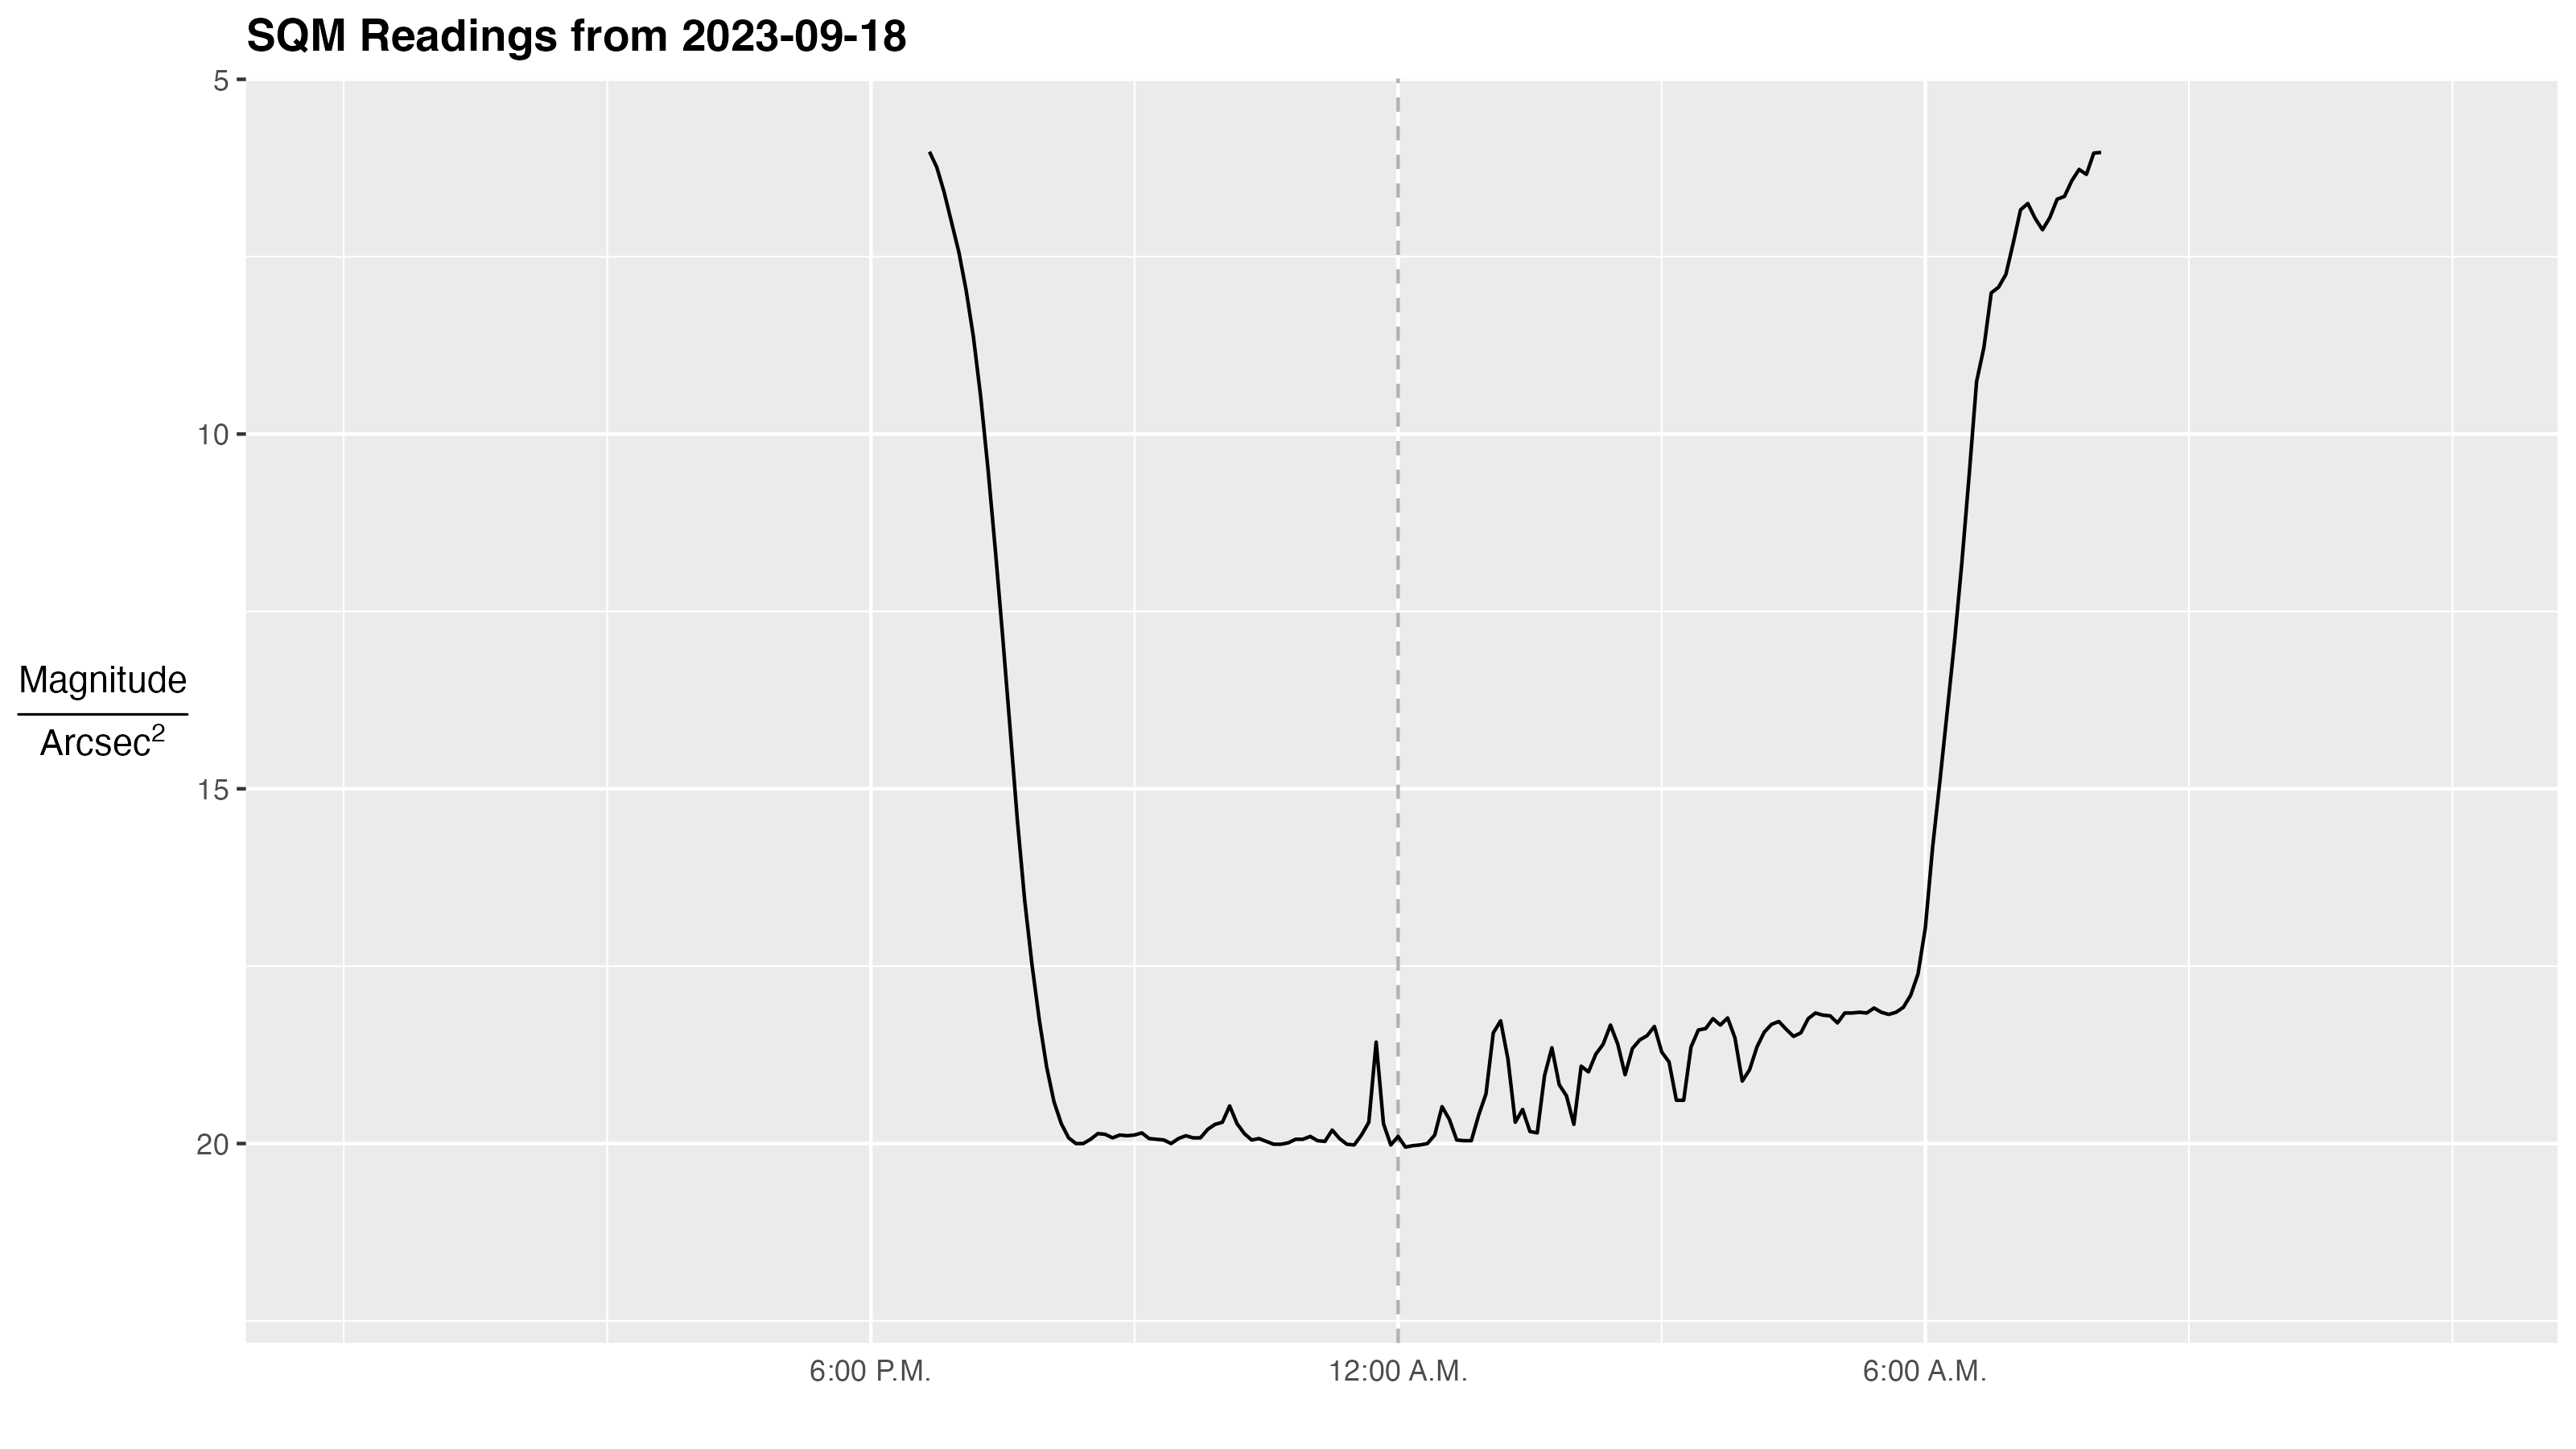 SQM Readings from 2023-09-18
5
10
15
20
Magnitude
Arcsec²
6:00 P.M.
12:00 A.M.
6:00 A.M.